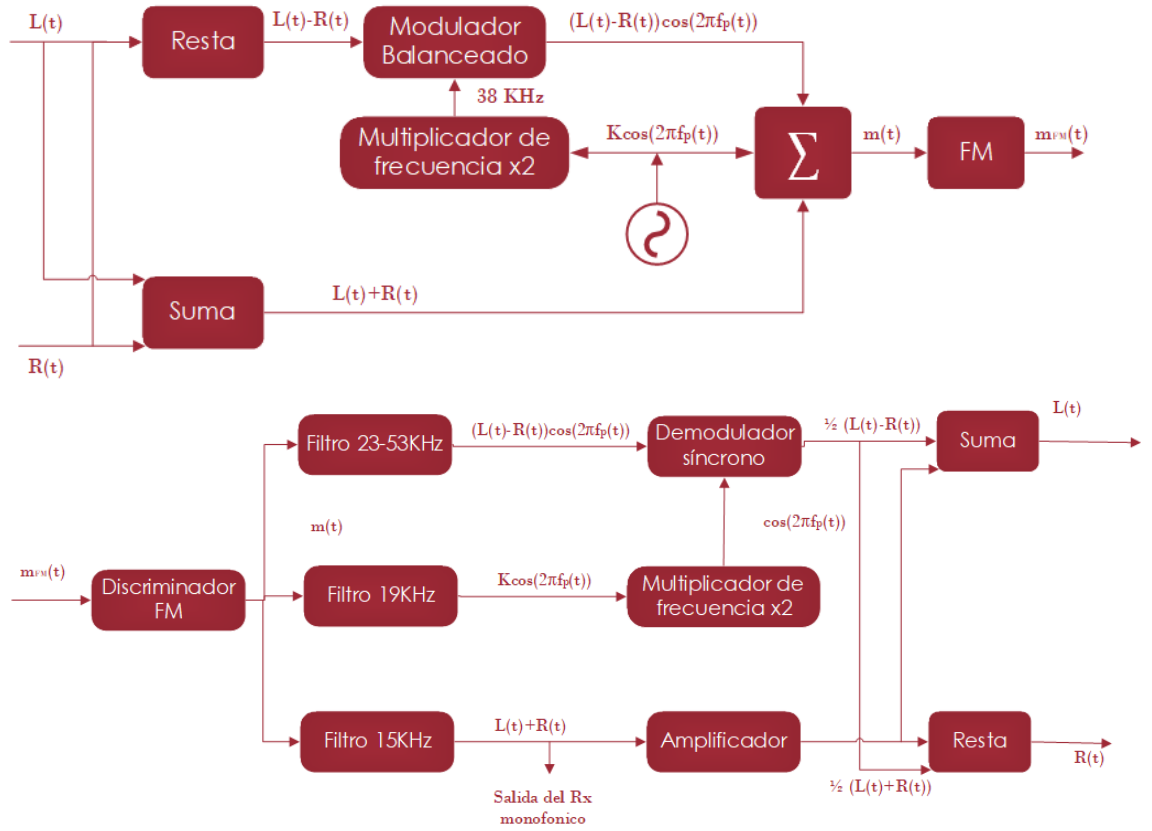 L(t)
Resta
L(t)-R(t)
Modulador
Balanceado
(L(t)-R(t))cos(2πfp(t))
38 KHz
Multiplicador de
frecuencia x2
Kcos(2πfp(t))
∑
m(t)
FM
mFM(t)
Suma
L(t)+R(t)
R(t)
Filtro 23-53KHz
(L(t)-R(t))cos(2πfp(t))
Demodulador
síncrono
½ (L(t)-R(t))
Suma
L(t)
m(t)
cos(2πfp(t))
mFM(t)
Discriminador
FM
Filtro 19KHz
Kcos(2πfp(t))
Multiplicador de
frecuencia x2
Filtro 15KHz
L(t)+R(t)
Amplificador
Resta
R(t)
½ (L(t)+R(t))
Salida del Rx
monofonico